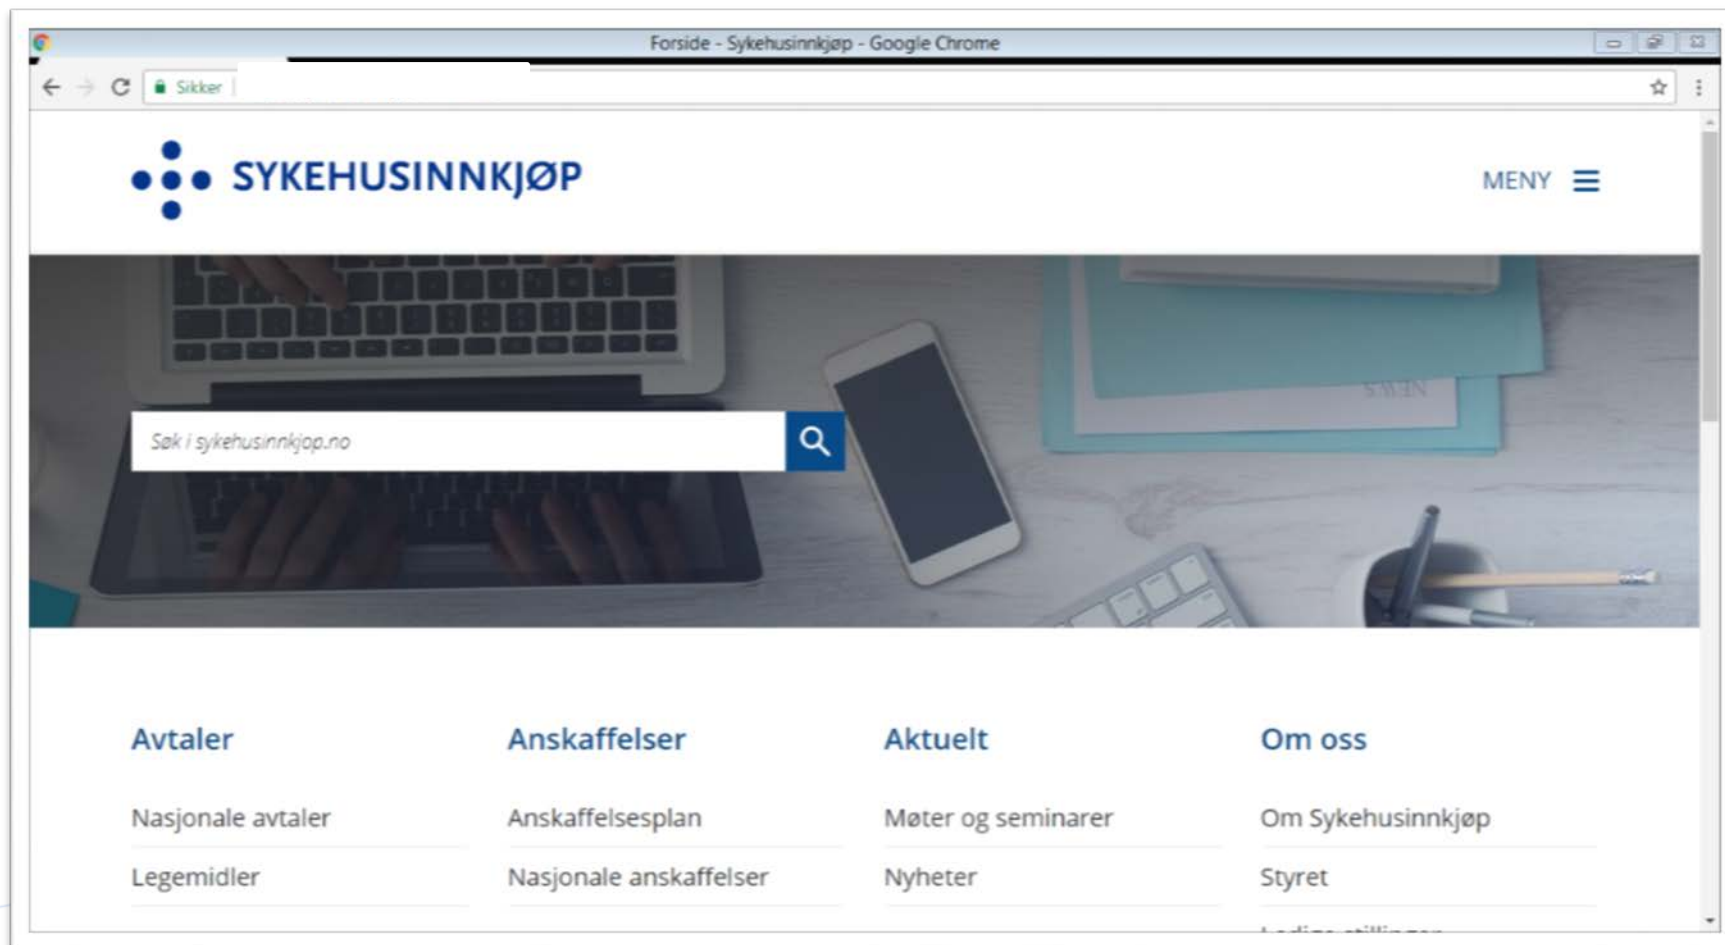 Forside - Sykehusinnkjøp - Google Chrome
Sikker
SYKEHUSINNKJØP
MENY
NEWS
Søk i sykehusinnkjop.no
Avtaler
Anskaffelser
Aktuelt
Om oss
Nasjonale avtaler
Anskaffelsesplan
Møter og seminarer
Om Sykehusinnkjøp
Legemidler
Nasjonale anskaffelser
Nyheter
Styret